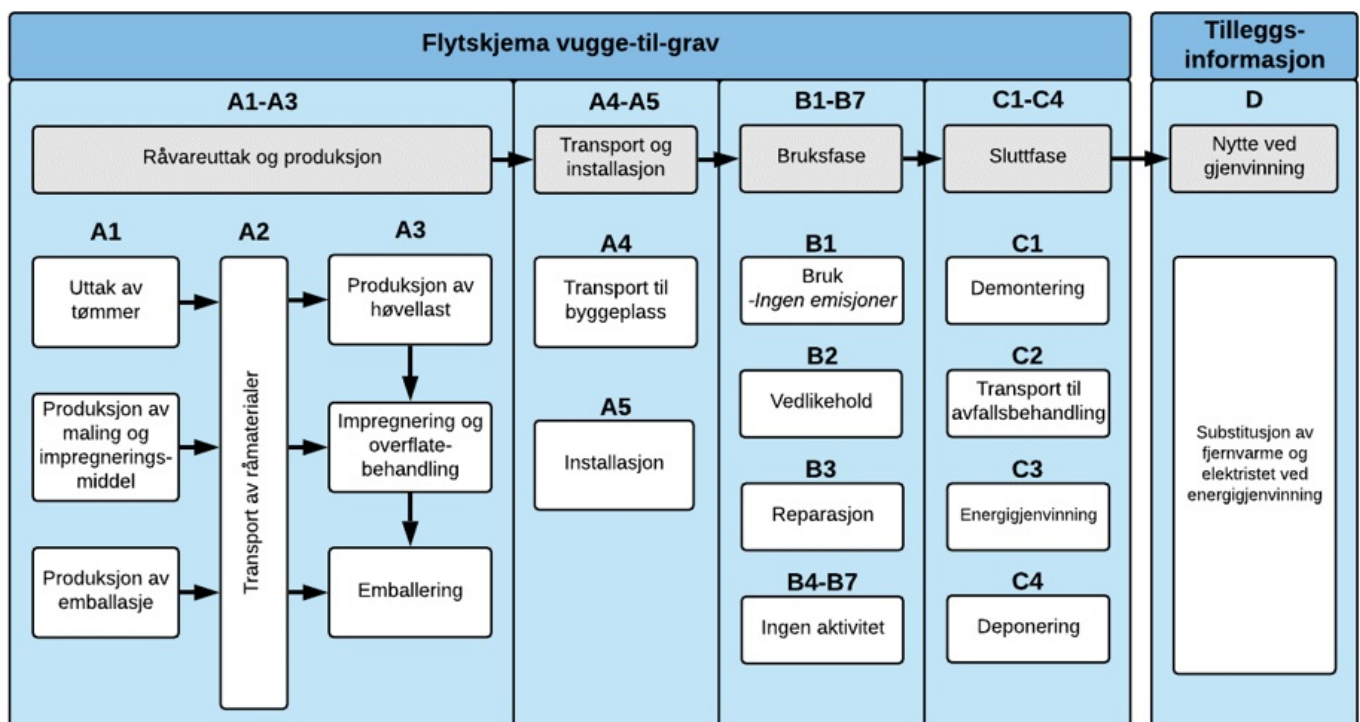 Flytskjema vugge-til-grav
Tilleggs-
informasjon
A1-A3
A4-A5
B1-B7
C1-C4
D
Råvareuttak og produksjon
Transport og
installasjon
Bruksfase
Sluttfase
Nytte ved
gjenvinning
A1
Uttak av
tømmer
Produksjon av
maling og
impregnerings-
middel
Produksjon av
emballasje
A2
Transport av råmaterialer
A3
Produksjon av
høvellast
Impregnering og
overflate-
behandling
Emballering
A4
Transport til
byggeplass
A5
Installasjon
B1
Bruk
-Ingen emisjoner
B2
Vedlikehold
B3
Reparasjon
B4-B7
Ingen aktivitet
C1
Demontering
C2
Transport til
avfallsbehandling
C3
Energigjenvinning
C4
Deponering
Substitusjon av
fjernvarme og
elektristet ved
energigjenvinning